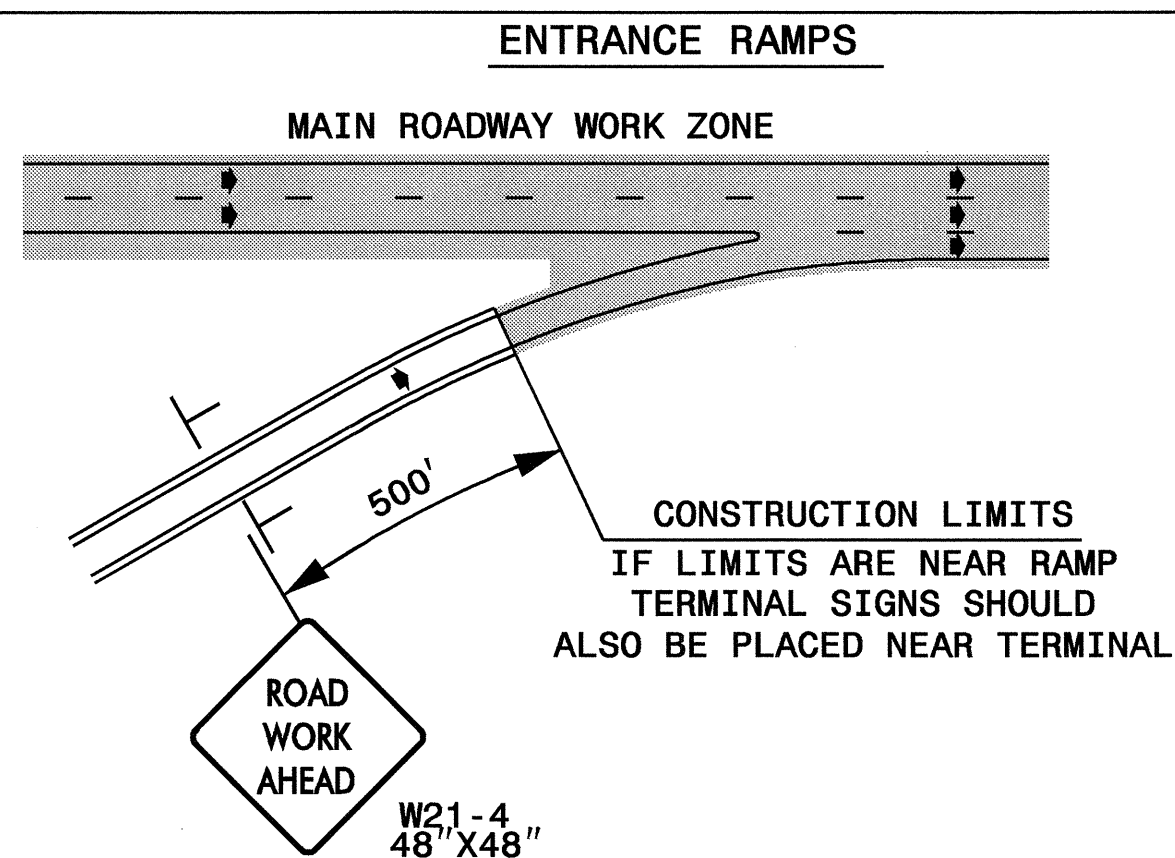 ENTRANCE RAMPS
MAIN ROADWAY WORK ZONE
500'
CONSTRUCTION LIMITS
IF LIMITS ARE NEAR RAMP
TERMINAL SIGNS SHOULD
ALSO BE PLACED NEAR TERMINAL
ROAD
WORK
AHEAD
W21-4
48"X48"